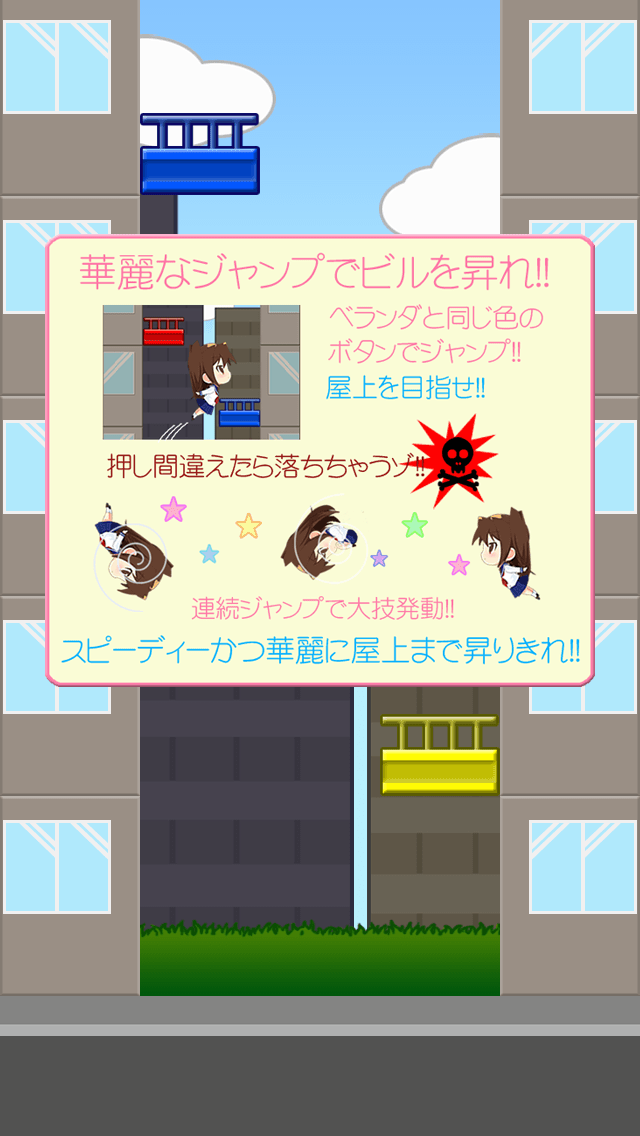 華麗なジャンプでビルを昇れ!!
ベランダと同じ色の
ボタンでジャンプ!!
屋上を目指せ!!
押し間違えたら落ちちゃうゾ!!
連続ジャンプで大技発動!!
スピーディーかつ華麗に屋上まで昇りきれ!!